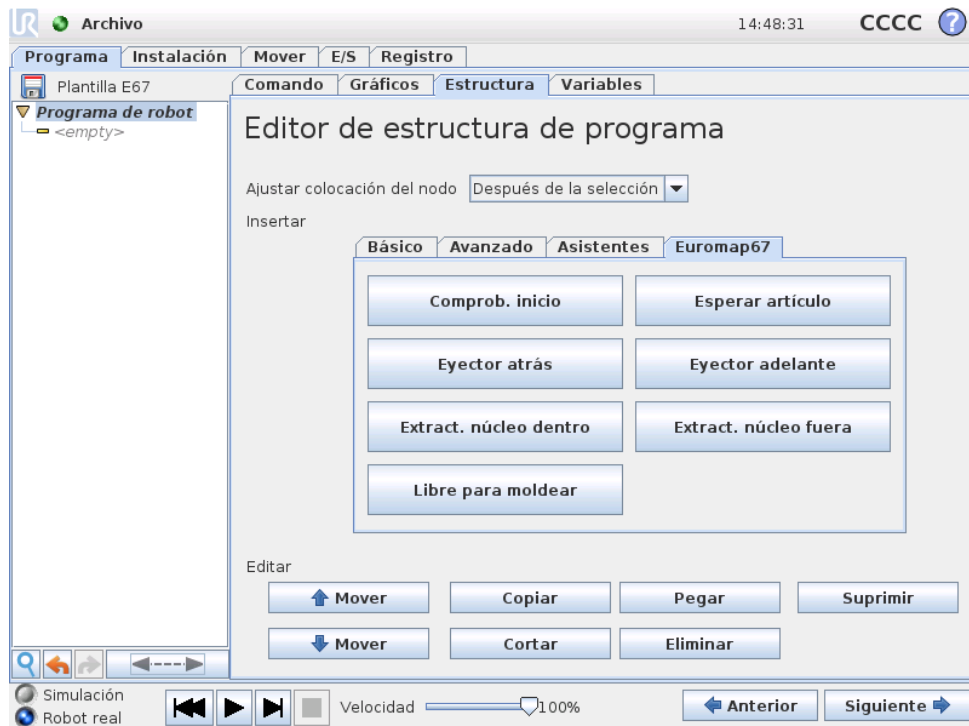 UR Archivo 14:48:31 CCCC ?
Programa Instalación Mover E/S Registro
Plantilla E67 Comando Gráficos Estructura Variables
Programa de robot
<empty>
Editor de estructura de programa
Ajustar colocación del nodo Después de la selección
Insertar
Básico Avanzado Asistentes Euromap67
Comprob. inicio Esperar artículo
Eyector atrás Eyector adelante
Extract. núcleo dentro Extract. núcleo fuera
Libre para moldear
Editar
Mover Copiar Pegar Suprimir
Mover Cortar Eliminar
Simulación
Robot real
Velocidad 100% Anterior Siguiente